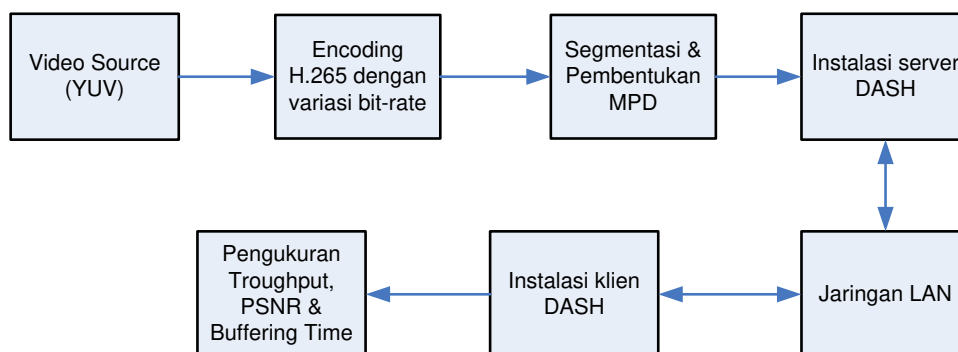 Video Source
(YUV)
Encoding
H.265 dengan
variasi bit-rate
Segmentasi &
Pembentukan
MPD
Instalasi server
DASH
Pengukuran
Troughput,
PSNR &
Buffering Time
Instalasi klien
DASH
Jaringan LAN